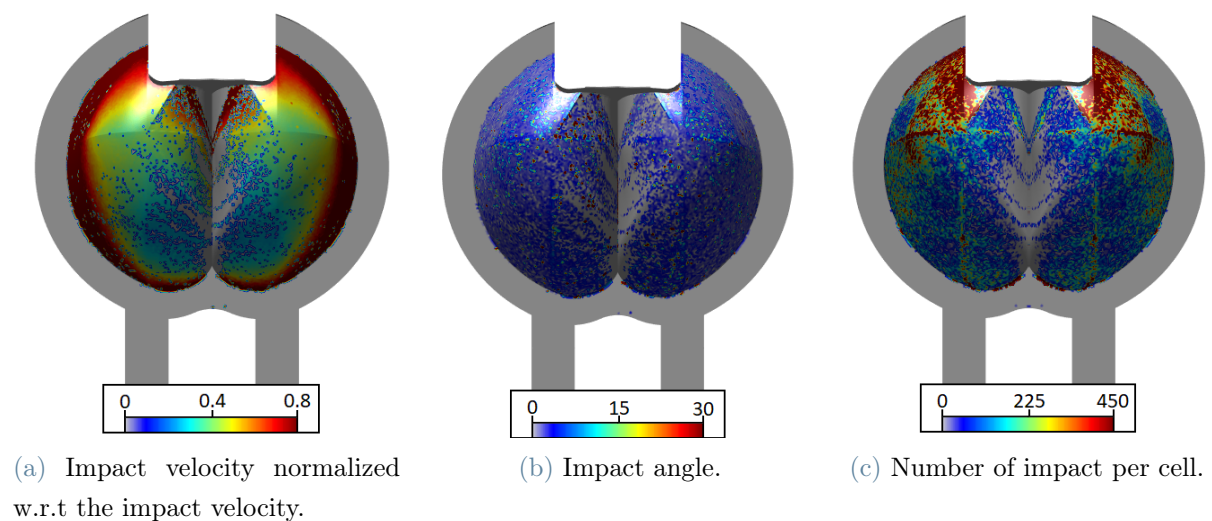 0 0.4 0.8
0 15 30
0 225 450
(a) Impact velocity normalized
w.r.t the impact velocity.
(b) Impact angle.
(c) Number of impact per cell.